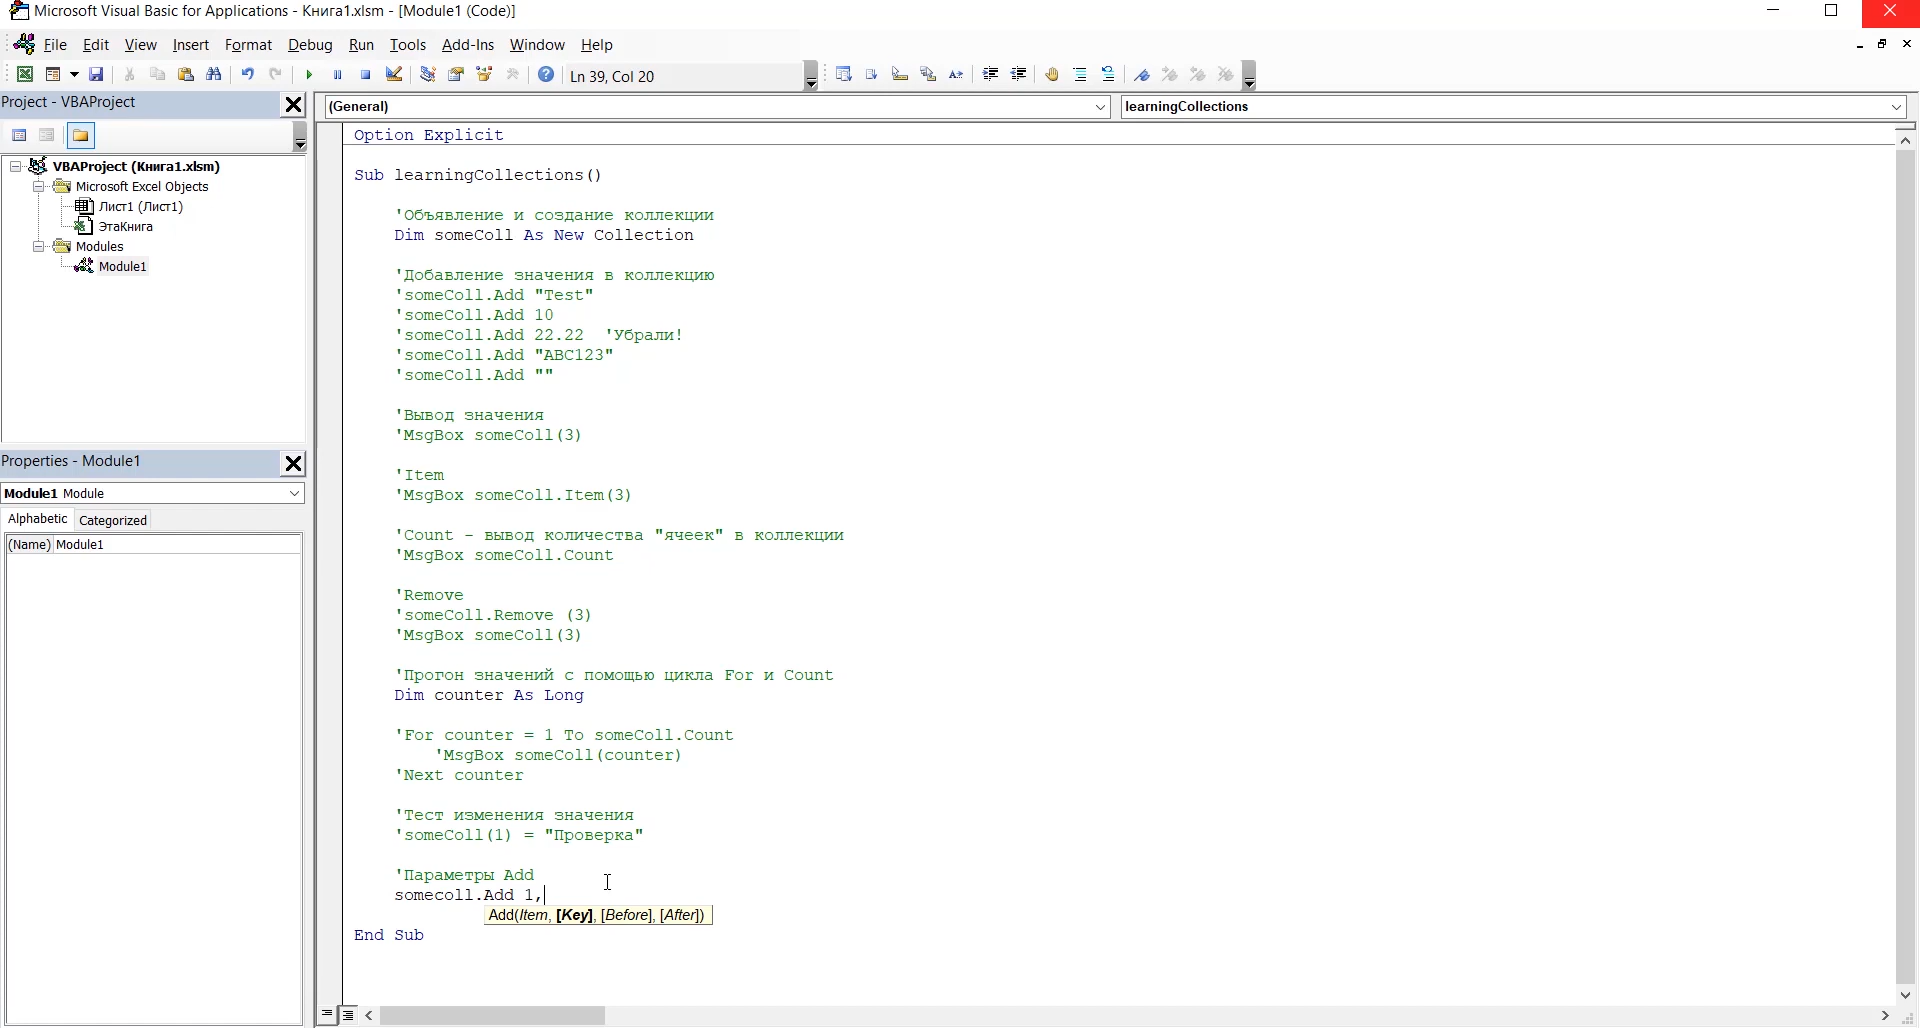 Microsoft Visual Basic for Applications - Книга1.xlsm - [Module1 (Code)]
File Edit View Insert Format Debug Run Tools Add-Ins Window Help
Ln 39, Col 20
Project - VBAProject
(General)
learningCollections
VBAProject (Книга1.xlsm)
Microsoft Excel Objects
Лист1 (Лист1)
ЭтаКнига
Modules
Module1
Properties - Module1
Module1 Module
Alphabetic Categorized
(Name) Module1
Option Explicit
Sub learningCollections()
'Объявление и создание коллекции
Dim someColl As New Collection
'Добавление значения в коллекцию
'someColl.Add "Test"
'someColl.Add 10
'someColl.Add 22.22 'Убрали!
'someColl.Add "ABC123"
'someColl.Add ""
'Вывод значения
'MsgBox someColl(3)
'Item
'MsgBox someColl.Item(3)
'Count - вывод количества "ячеек" в коллекции
'MsgBox someColl.Count
'Remove
'someColl.Remove (3)
'MsgBox someColl(3)
'Прогон значений с помощью цикла For и Count
Dim counter As Long
'For counter = 1 To someColl.Count
'MsgBox someColl(counter)
'Next counter
'Тест изменения значения
'someColl(1) = "Проверка"
'Параметры Add
somecoll.Add 1,
Add(Item, [Key], [Before], [After])
End Sub